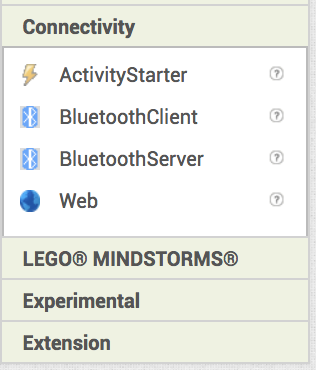 Connectivity
ActivityStarter
BluetoothClient
BluetoothServer
Web
LEGO® MINDSTORMS®
Experimental
Extension